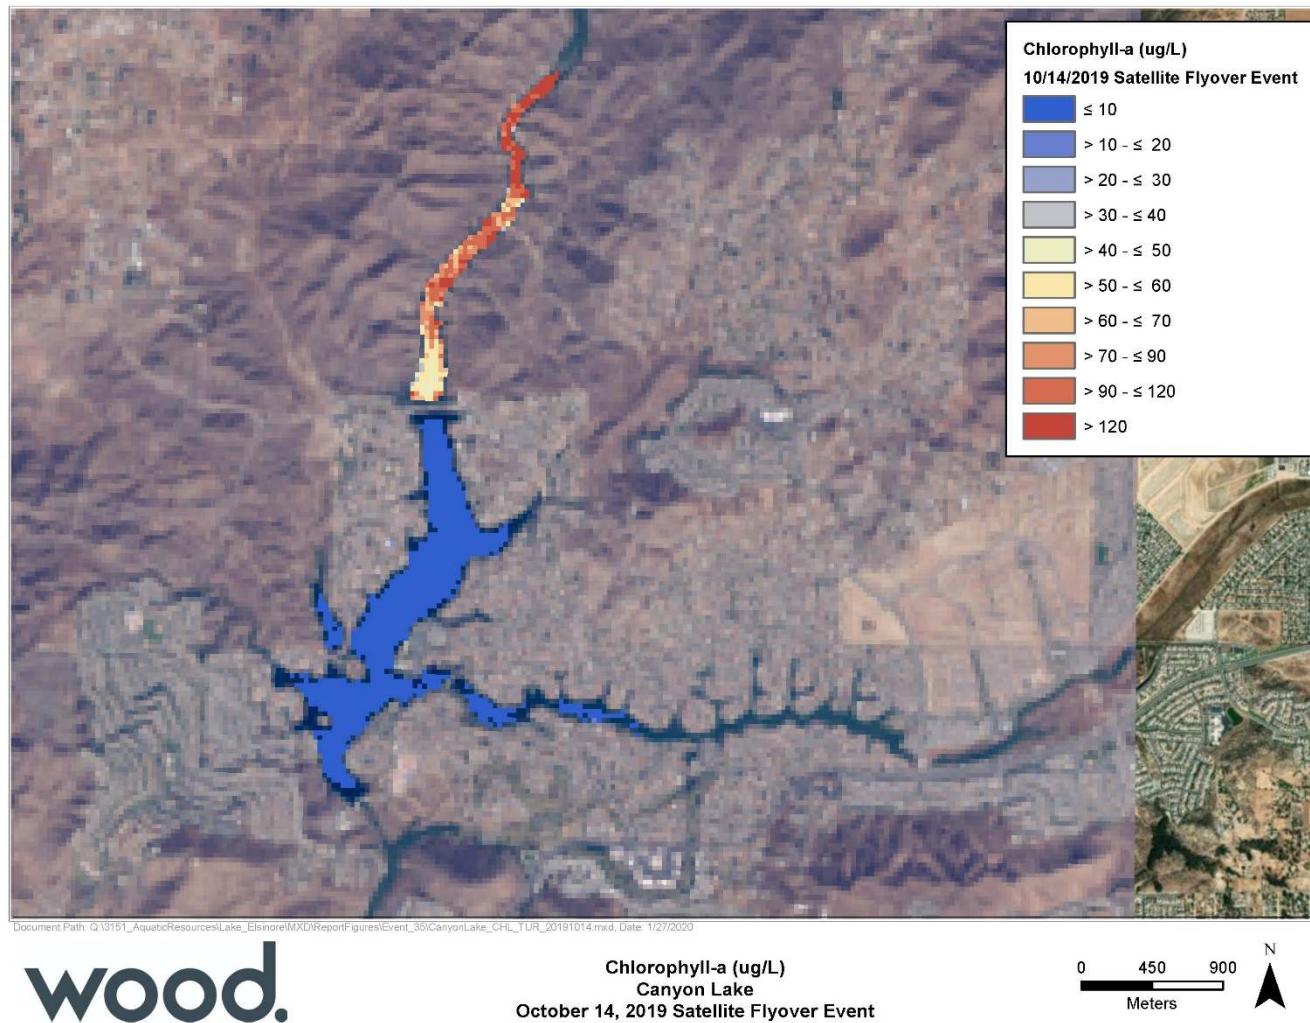 Chlorophyll-a (ug/L)
10/14/2019 Satellite Flyover Event
≤ 10
> 10 - ≤ 20
> 20 - ≤ 30
> 30 - ≤ 40
> 40 - ≤ 50
> 50 - ≤ 60
> 60 - ≤ 70
> 70 - ≤ 90
> 90 - ≤ 120
> 120
Document Path: Q:\3151_AquaticResources\Lake_Elsinore\MXD\ReportFigures\Event_35\CanyonLake_CHL_TUR_20191014.mxd, Date: 1/27/2020
wood.
Chlorophyll-a (ug/L)
Canyon Lake
October 14, 2019 Satellite Flyover Event
0 450 900
Meters
N